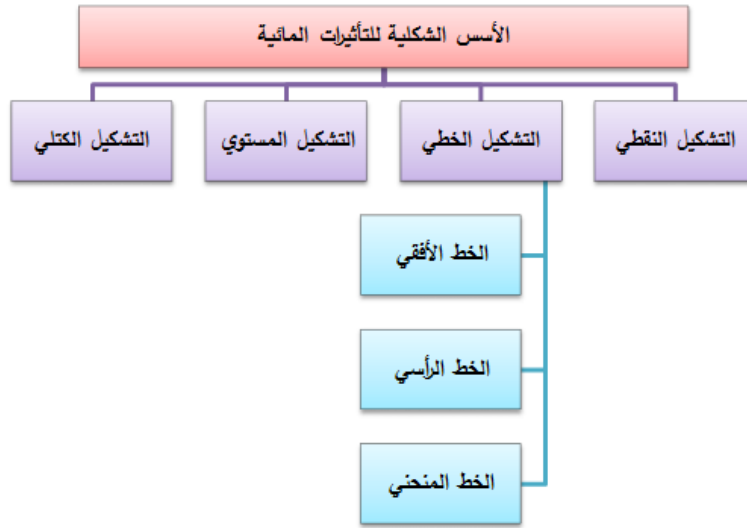 الأسس الشكلية للتأثيرات المائية
التشكيل النقطي
التشكيل الخطي
التشكيل المستوي
التشكيل الكتلي
الخط الأفقي
الخط الرأسي
الخط المنحني